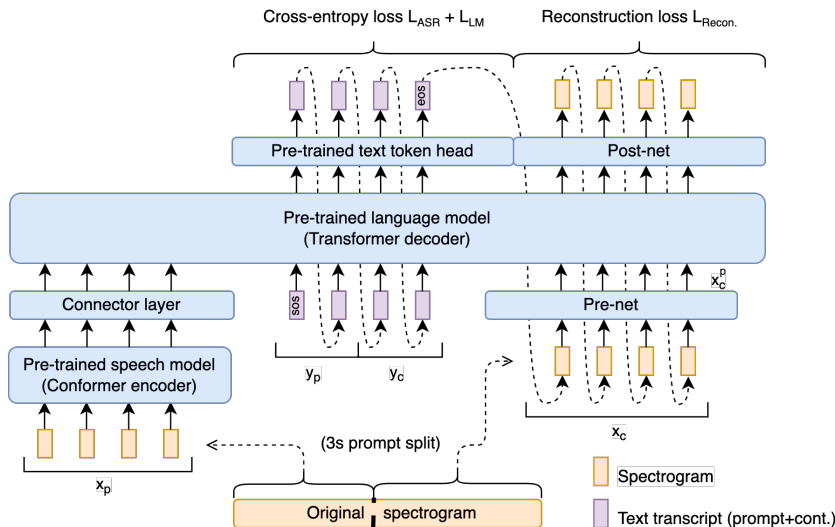 Cross-entropy loss L_ASR + L_LM
Reconstruction loss L_Recon.
eos
Pre-trained text token head
Post-net
Pre-trained language model
(Transformer decoder)
x_c^p
sos
Connector layer
Pre-net
Pre-trained speech model
(Conformer encoder)
y_p
y_c
x_c
(3s prompt split)
x_p
Spectrogram
Original spectrogram
Text transcript (prompt+cont.)